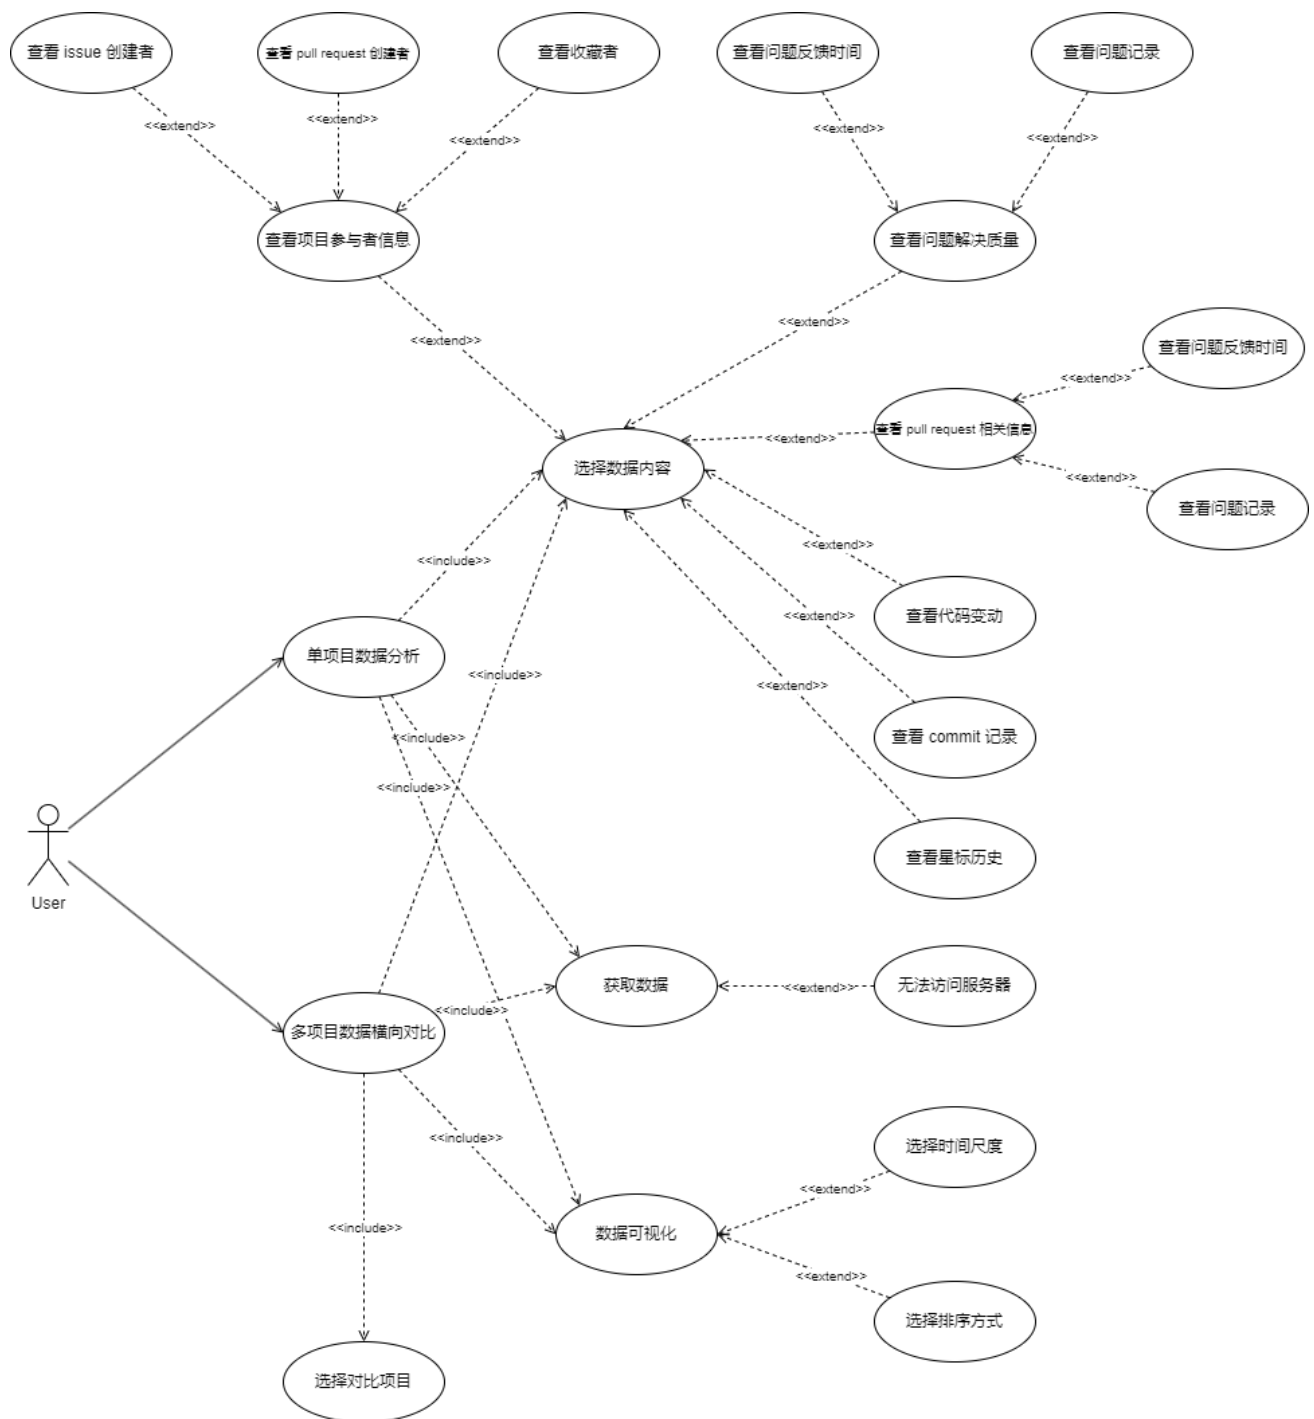 查看 issue 创建者
查看 pull request 创建者
查看收藏者
查看问题反馈时间
查看问题记录
<<extend>>
<<extend>>
<<extend>>
<<extend>>
<<extend>>
查看项目参与者信息
查看问题解决质量
<<extend>>
<<extend>>
查看问题反馈时间
<<extend>>
查看 pull request 相关信息
<<extend>>
选择数据内容
<<extend>>
查看问题记录
<<extend>>
<<include>>
查看代码变动
<<extend>>
单项目数据分析
<<include>>
<<extend>>
<<include>>
查看 commit 记录
<<include>>
查看星标历史
User
获取数据
<<extend>>
无法访问服务器
<<include>>
多项目数据横向对比
<<include>>
选择时间尺度
<<extend>>
<<include>>
数据可视化
<<extend>>
选择排序方式
选择对比项目